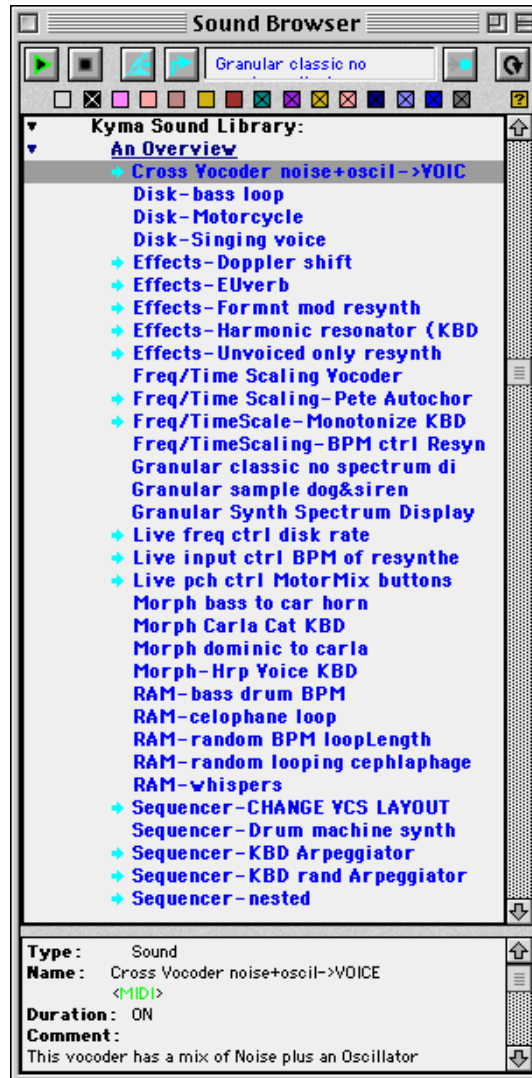 Sound Browser
Granular classic no
?
Kyma Sound Library:
An Overview
Cross Vocoder noise+oscil->VOIC
Disk-bass loop
Disk-Motorcycle
Disk-Singing voice
Effects-Doppler shift
Effects-EUverb
Effects-Formnt mod resynth
Effects-Harmonic resonator (KBD
Effects-Unvoiced only resynth
Freq/Time Scaling Vocoder
Freq/Time Scaling-Pete Autochor
Freq/TimeScale-Monotonize KBD
Freq/TimeScaling-BPM ctrl Resyn
Granular classic no spectrum di
Granular sample dog&siren
Granular Synth Spectrum Display
Live freq ctrl disk rate
Live input ctrl BPM of resynthe
Live pch ctrl MotorMix buttons
Morph bass to car horn
Morph Carla Cat KBD
Morph dominic to carla
Morph-Hrp Voice KBD
RAM-bass drum BPM
RAM-celophane loop
RAM-random BPM loopLength
RAM-random looping cephlaphage
RAM-whispers
Sequencer-CHANGE VCS LAYOUT
Sequencer-Drum machine synth
Sequencer-KBD Arpeggiator
Sequencer-KBD rand Arpeggiator
Sequencer-nested
Type: Sound
Name: Cross Vocoder noise+oscil->VOICE
<MIDI>
Duration: ON
Comment:
This vocoder has a mix of Noise plus an Oscillator